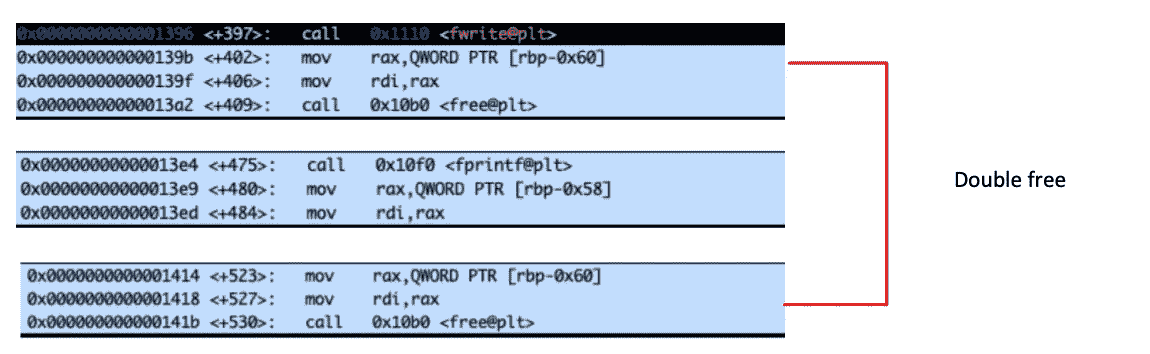 0x0000000000001396 <+397>: call 0x1110 <fwrite@plt>
0x000000000000139b <+402>: mov rax,QWORD PTR [rbp-0x60]
0x000000000000139f <+406>: mov rdi,rax
0x00000000000013a2 <+409>: call 0x10b0 <free@plt>
0x00000000000013e4 <+475>: call 0x10f0 <fprintf@plt>
0x00000000000013e9 <+480>: mov rax,QWORD PTR [rbp-0x58]
0x00000000000013ed <+484>: mov rdi,rax
Double free
0x0000000000001414 <+523>: mov rax,QWORD PTR [rbp-0x60]
0x0000000000001418 <+527>: mov rdi,rax
0x000000000000141b <+530>: call 0x10b0 <free@plt>